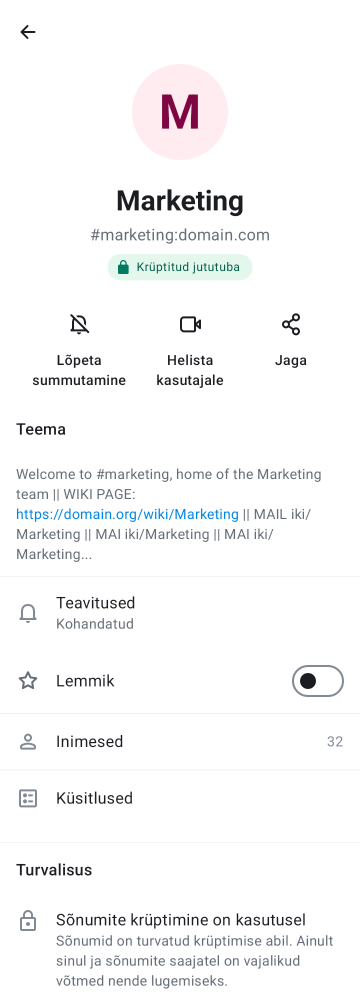 M
Marketing
#marketing:domain.com
Krüptitud jututuba
Lõpeta
summutamine
Helista
kasutajale
Jaga
Teema
Welcome to #marketing, home of the Marketing
team || WIKI PAGE:
https://domain.org/wiki/Marketing || MAIL iki/
Marketing || MAI iki/Marketing || MAI iki/
Marketing...
Teavitused
Kohandatud
Lemmik
Inimesed 32
Küsitlused
Turvalisus
Sõnumite krüptimine on kasutusel
Sõnumid on turvatud krüptimise abil. Ainult
sinul ja sõnumite saajatel on vajalikud
võtmed nende lugemiseks.